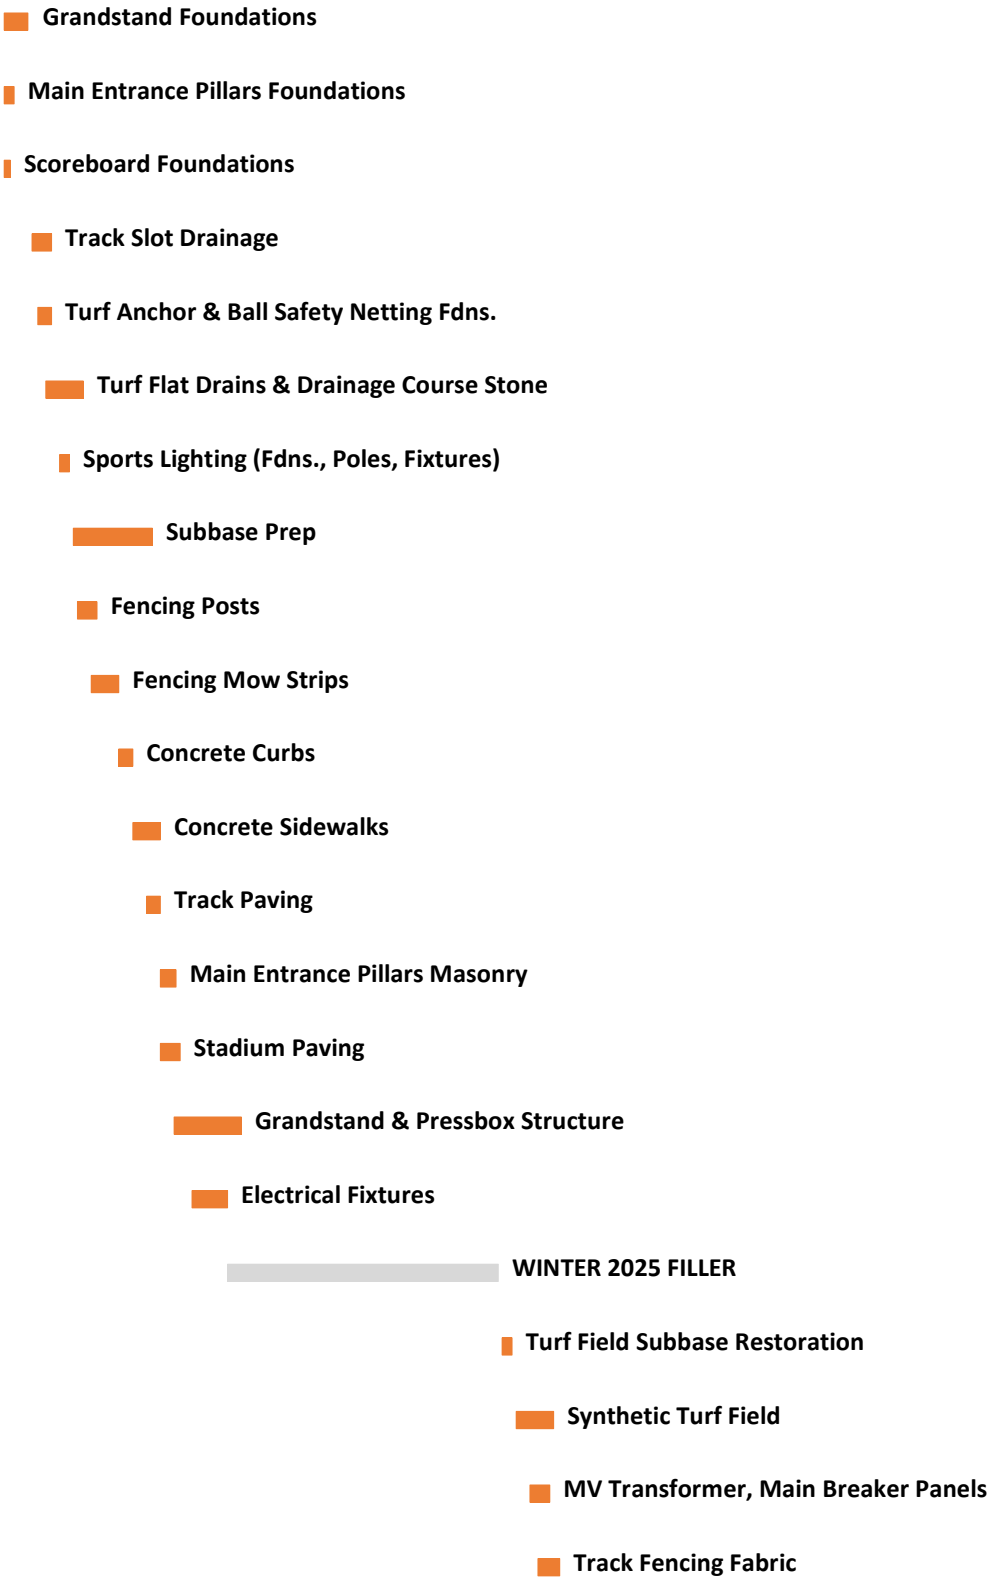 Grandstand Foundations
Main Entrance Pillars Foundations
Scoreboard Foundations
Track Slot Drainage
Turf Anchor & Ball Safety Netting Fdns.
Turf Flat Drains & Drainage Course Stone
Sports Lighting (Fdns., Poles, Fixtures)
Subbase Prep
Fencing Posts
Fencing Mow Strips
Concrete Curbs
Concrete Sidewalks
Track Paving
Main Entrance Pillars Masonry
Stadium Paving
Grandstand & Pressbox Structure
Electrical Fixtures
WINTER 2025 FILLER
Turf Field Subbase Restoration
Synthetic Turf Field
MV Transformer, Main Breaker Panels
Track Fencing Fabric